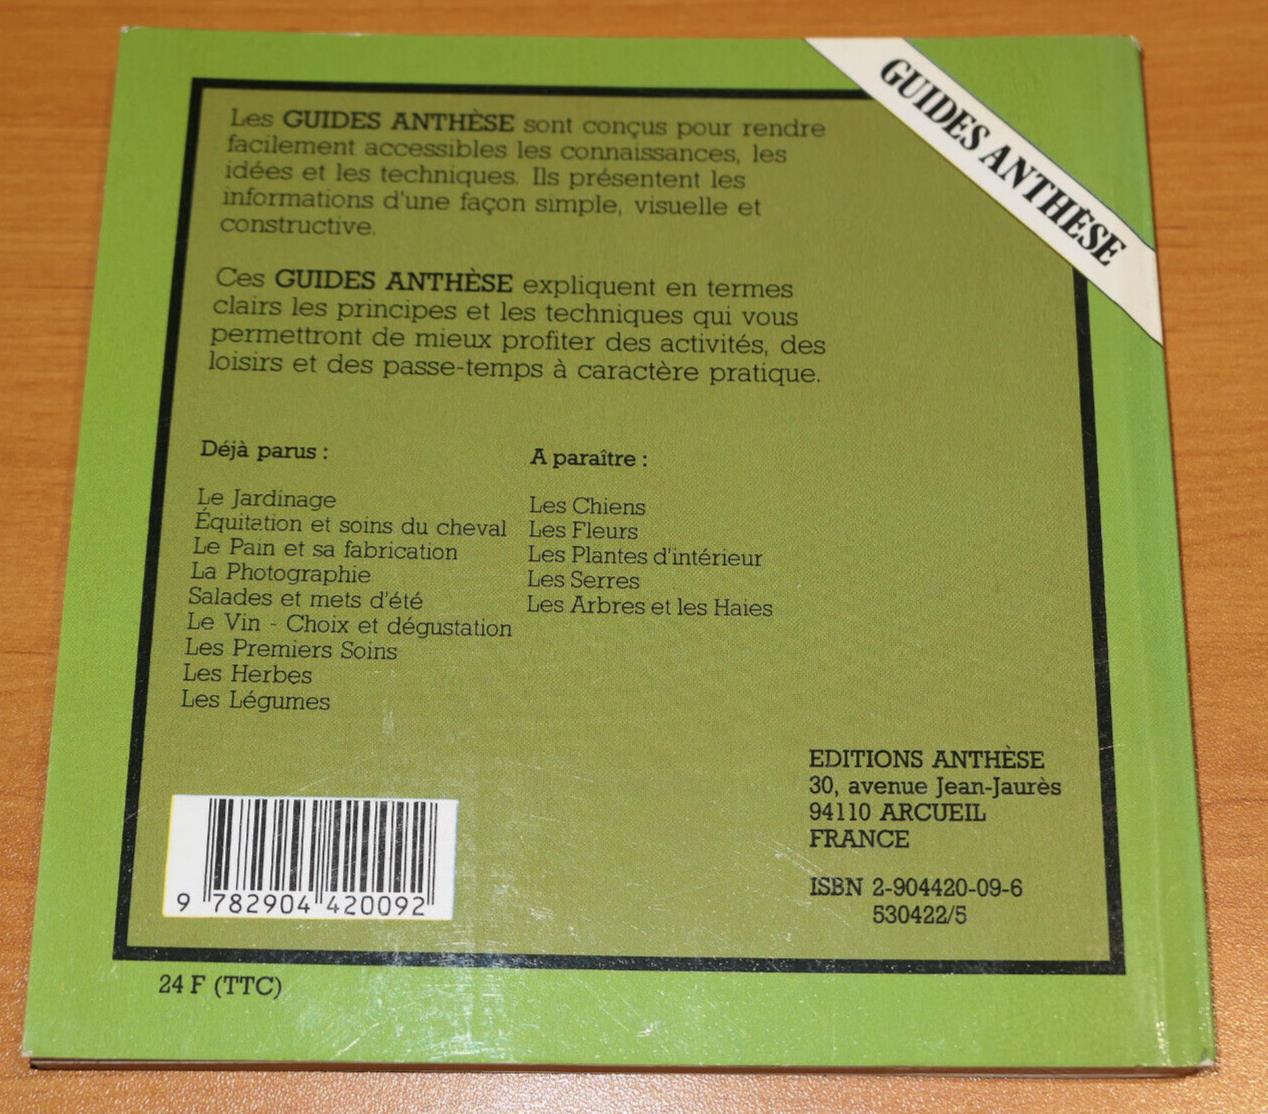 GUIDES ANTHÈSE
Les GUIDES ANTHÈSE sont conçus pour rendre
facilement accessibles les connaissances, les
idées et les techniques. Ils présentent les
informations d'une façon simple, visuelle et
constructive.
Ces GUIDES ANTHÈSE expliquent en termes
clairs les principes et les techniques qui vous
permettront de mieux profiter des activités, des
loisirs et des passe-temps à caractère pratique.
Déjà parus :
Le Jardinage
Équitation et soins du cheval
Le Pain et sa fabrication
La Photographie
Salades et mets d'été
Le Vin - Choix et dégustation
Les Premiers Soins
Les Herbes
Les Légumes
A paraître :
Les Chiens
Les Fleurs
Les Plantes d'intérieur
Les Serres
Les Arbres et les Haies
EDITIONS ANTHÈSE
30, avenue Jean-Jaurès
94110 ARCUEIL
FRANCE
ISBN 2-904420-09-6
530422/5
9 782904 420092
24 F (TTC)